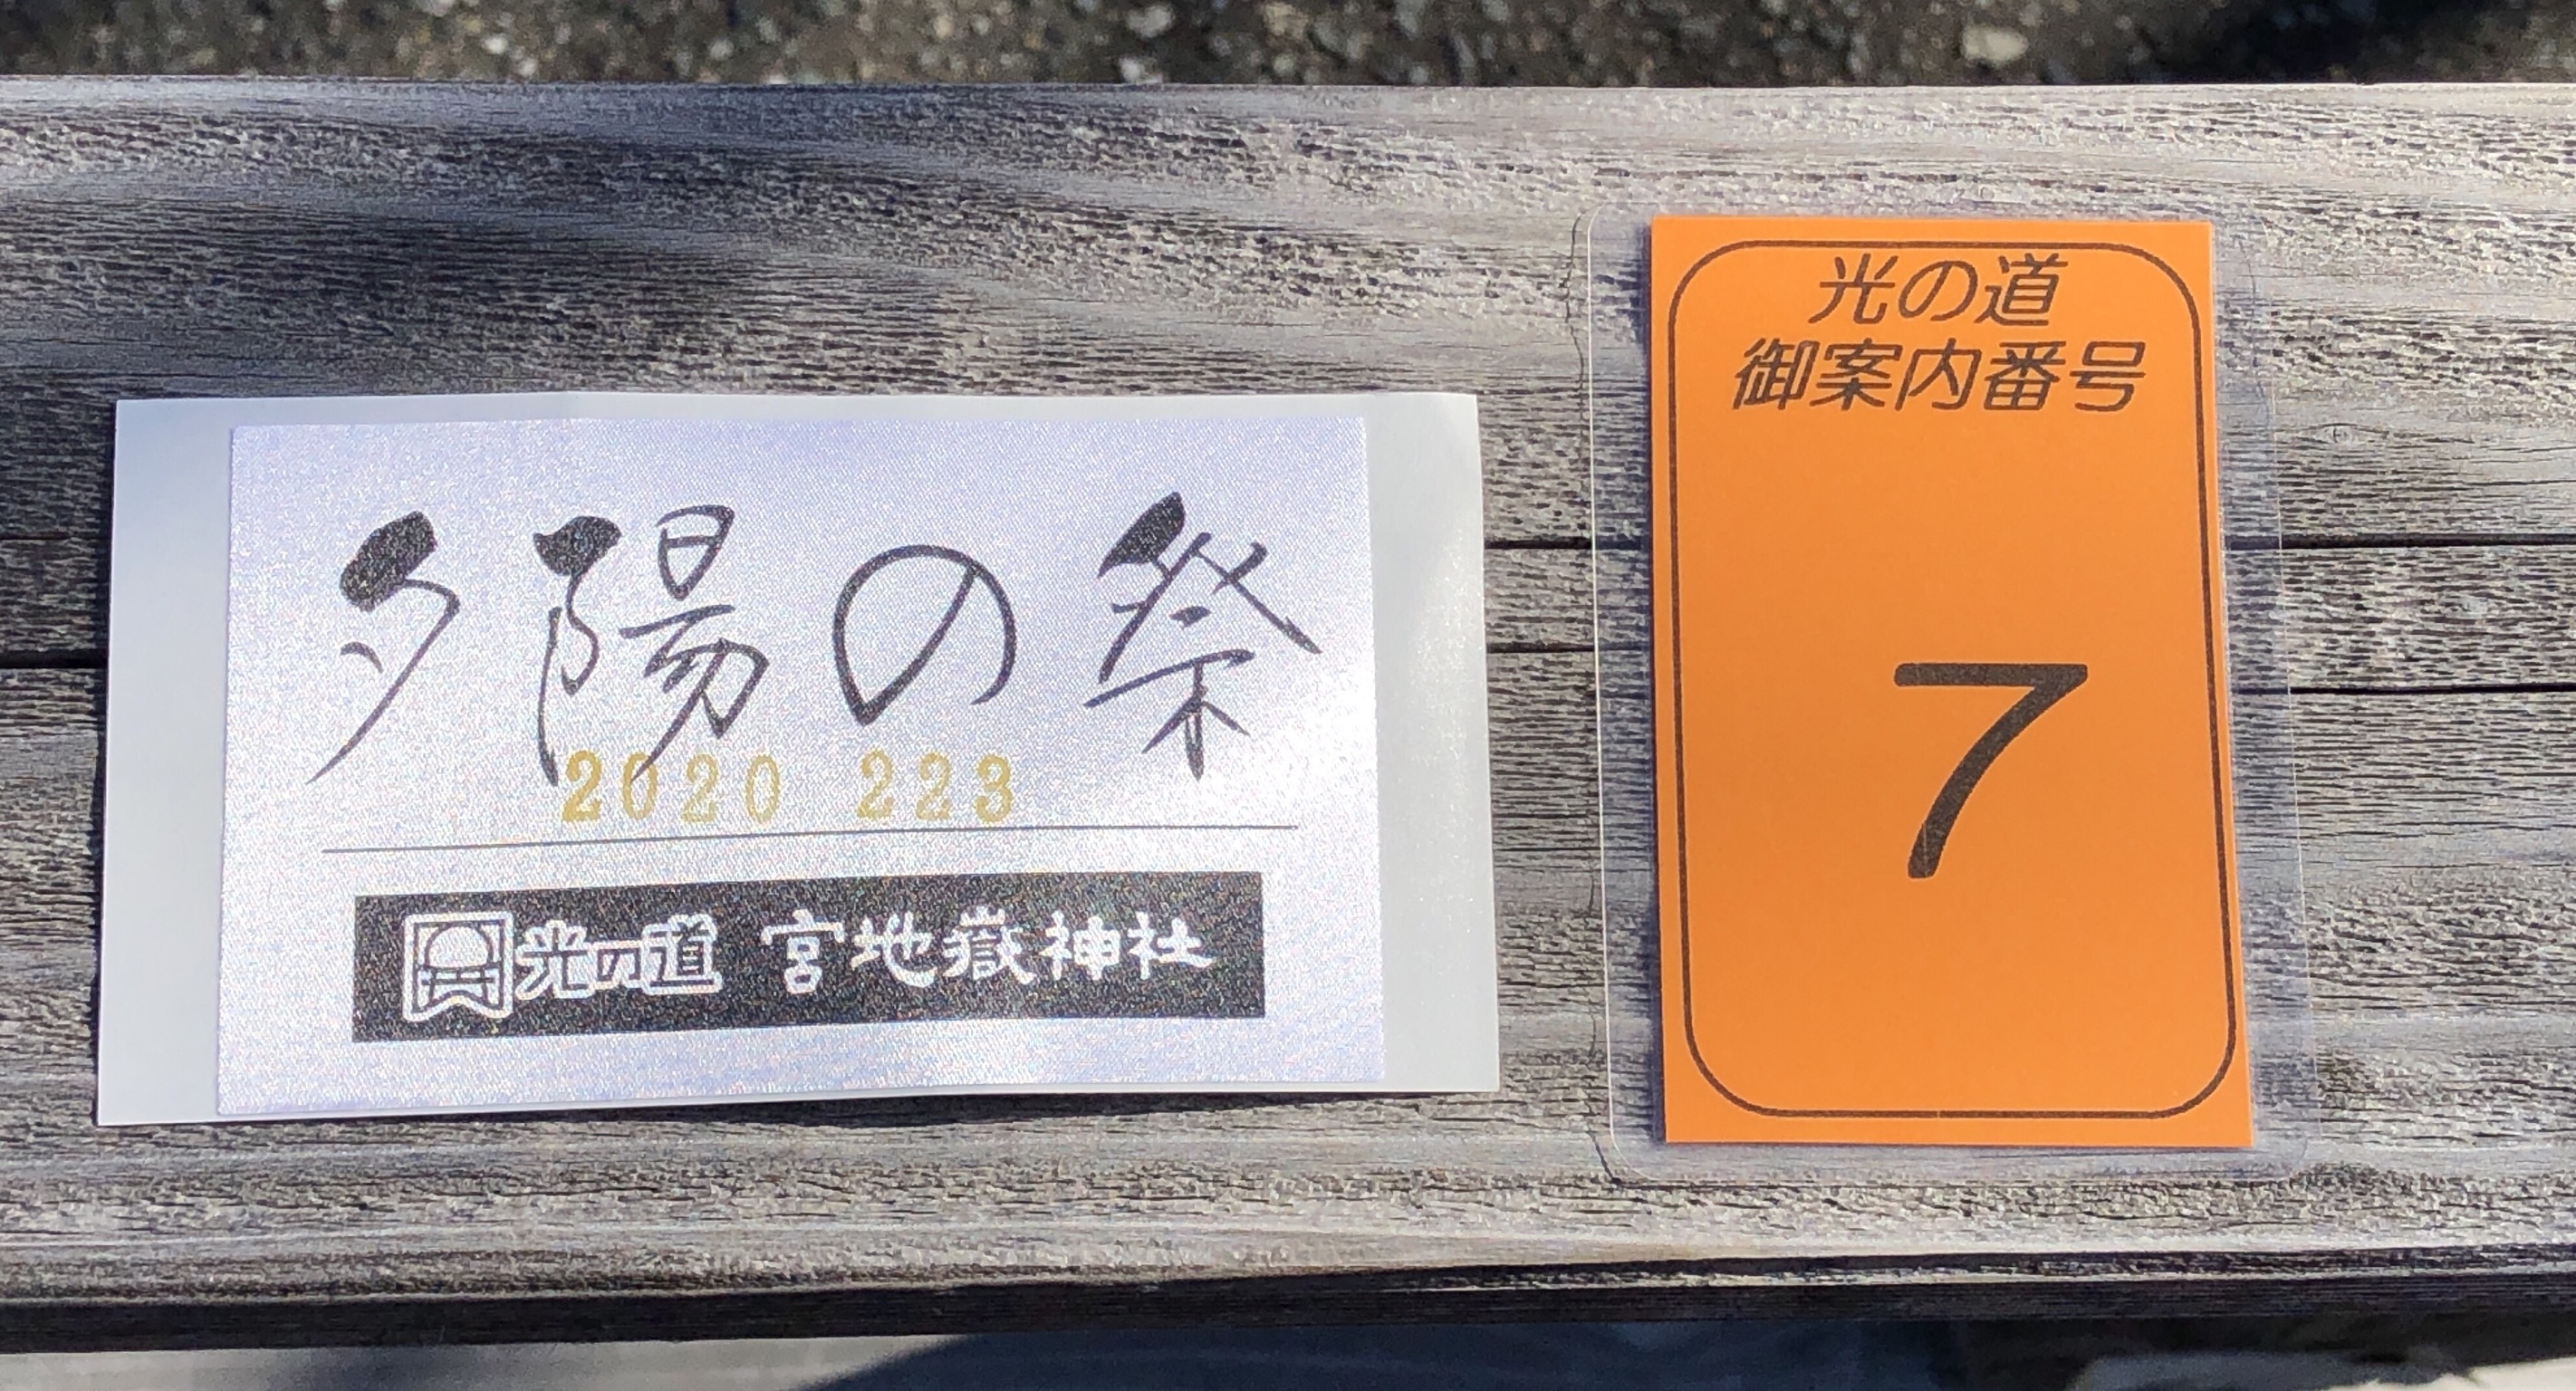 夕陽の祭
2020 223
光の道 宮地嶽神社
光の道
御案内番号
7